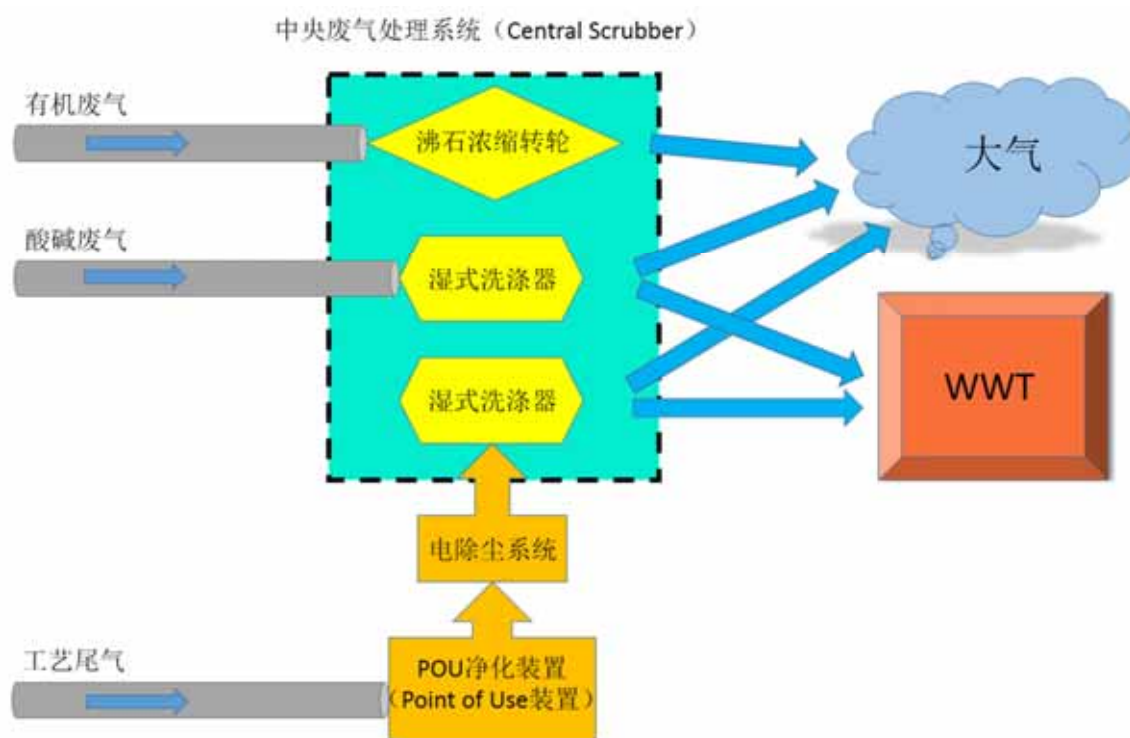 中央废气处理系统（Central Scrubber）
有机废气
沸石浓缩转轮
大气
酸碱废气
湿式洗涤器
湿式洗涤器
WWT
电除尘系统
工艺尾气
POU净化装置
（Point of Use装置）